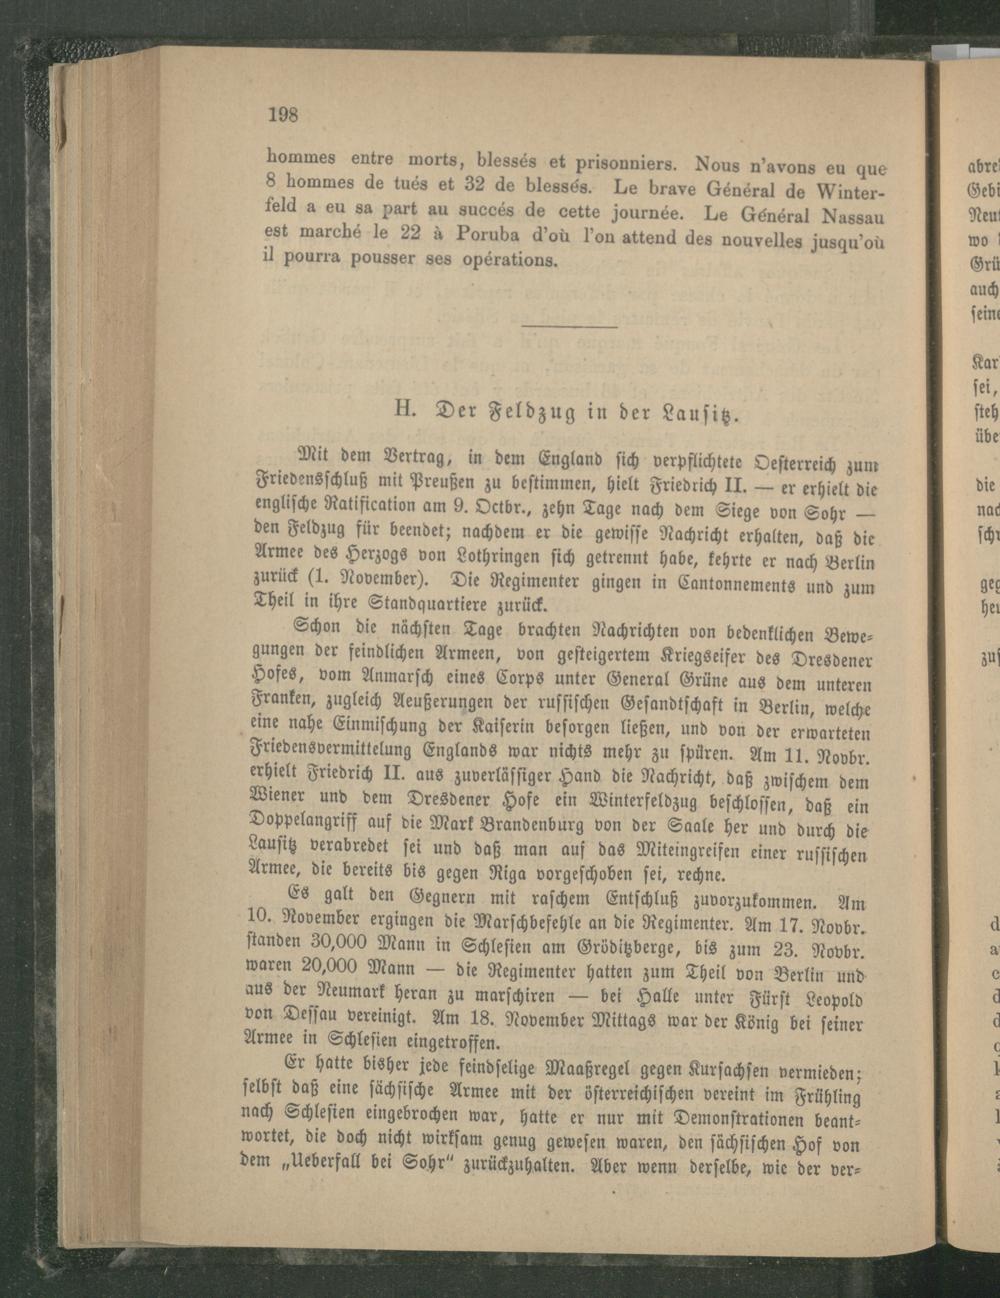 198
hommes entre morts, blessés et prisonniers. Nous n'avons eu que
8 hommes de tués et 32 de blessés. Le brave Général de Winter-
feld a eu sa part au succés de cette journée. Le Général Nassau
est marché le 22 à Poruba d'où l'on attend des nouvelles jusqu'où
il pourra pousser ses opérations.
H. Der Feldzug in der Lausitz.
Mit dem Vertrag, in dem England sich verpflichtete Oesterreich zum
Friedensschluß mit Preußen zu bestimmen, hielt Friedrich II. — er erhielt die
englische Ratification am 9. Octbr., zehn Tage nach dem Siege von Sohr —
den Feldzug für beendet; nachdem er die gewisse Nachricht erhalten, daß die
Armee des Herzogs von Lothringen sich getrennt habe, kehrte er nach Berlin
zurück (1. November). Die Regimenter gingen in Cantonnements und zum
Theil in ihre Standquartiere zurück.
Schon die nächsten Tage brachten Nachrichten von bedenklichen Bewe-
gungen der feindlichen Armeen, von gesteigertem Kriegseifer des Dresdener
Hofes, vom Anmarsch eines Corps unter General Grüne aus dem unteren
Franken, zugleich Aeußerungen der russischen Gesandtschaft in Berlin, welche
eine nahe Einmischung der Kaiserin besorgen ließen, und von der erwarteten
Friedensvermittelung Englands war nichts mehr zu spüren. Am 11. Novbr.
erhielt Friedrich II. aus zuverlässiger Hand die Nachricht, daß zwischem dem
Wiener und dem Dresdener Hofe ein Winterfeldzug beschlossen, daß ein
Doppelangriff auf die Mark Brandenburg von der Saale her und durch die
Lausitz verabredet sei und daß man auf das Miteingreifen einer russischen
Armee, die bereits bis gegen Riga vorgeschoben sei, rechne.
Es galt den Gegnern mit raschem Entschluß zuvorzukommen. Am
10. November ergingen die Marschbefehle an die Regimenter. Am 17. Novbr.
standen 30,000 Mann in Schlesien am Gröditzberge, bis zum 23. Novbr.
waren 20,000 Mann — die Regimenter hatten zum Theil von Berlin und
aus der Neumark heran zu marschiren — bei Halle unter Fürst Leopold
von Dessau vereinigt. Am 18. November Mittags war der König bei seiner
Armee in Schlesien eingetroffen.
Er hatte bisher jede feindselige Maaßregel gegen Kursachsen vermieden;
selbst daß eine sächsische Armee mit der österreichischen vereint im Frühling
nach Schlesien eingebrochen war, hatte er nur mit Demonstrationen beant-
wortet, die doch nicht wirksam genug gewesen waren, den sächsischen Hof von
dem „Ueberfall bei Sohr“ zurückzuhalten. Aber wenn derselbe, wie der ver-